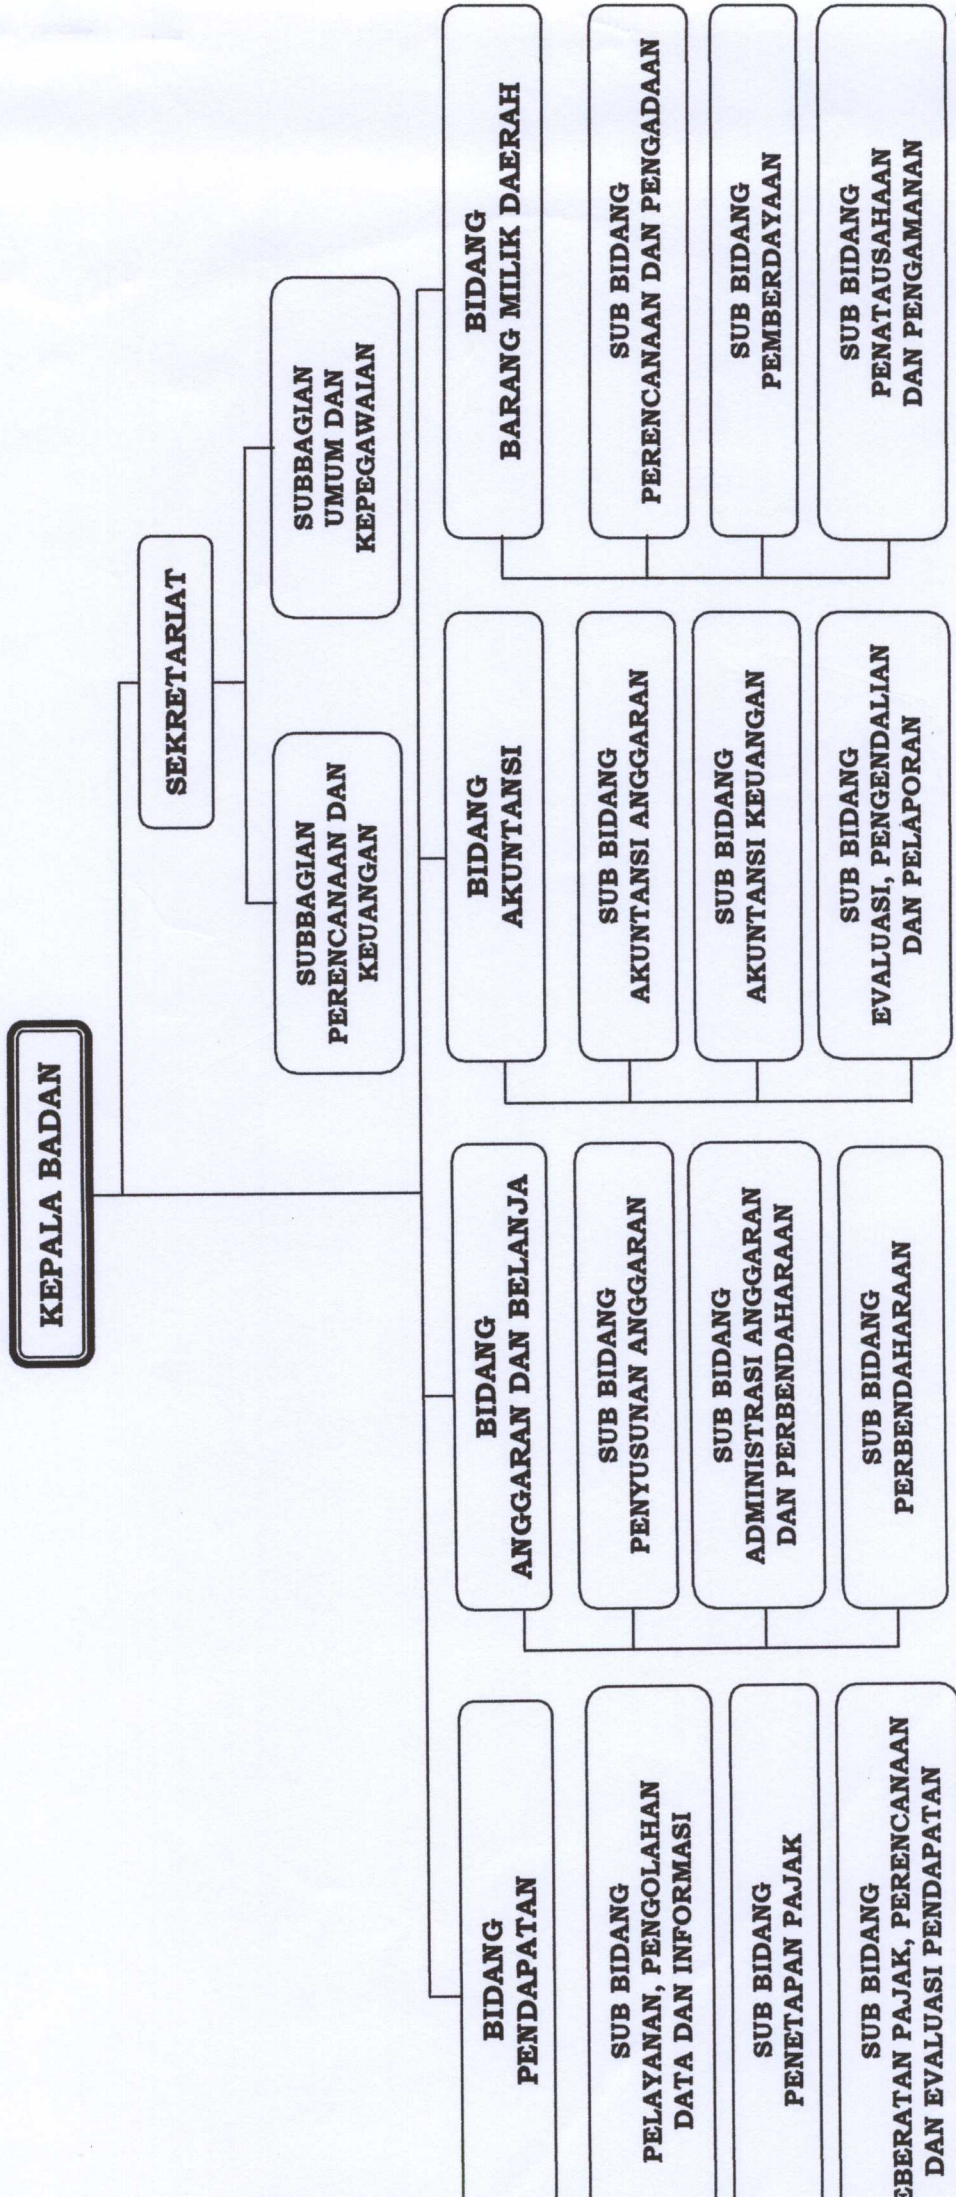 KEPALA BADAN
SEKRETARIAT
SUBBAGIAN
PERENCANAAN DAN
KEUANGAN
SUBBAGIAN
UMUM DAN
KEPEGAWAIAN
BIDANG
PENDAPATAN
SUB BIDANG
PELAYANAN, PENGOLAHAN
DATA DAN INFORMASI
SUB BIDANG
PENETAPAN PAJAK
SUB BIDANG
PAJAK, PERENCANAAN
DAN EVALUASI PENDAPATAN
BIDANG
ANGGARAN DAN BELANJA
SUB BIDANG
PENYUSUNAN ANGGARAN
SUB BIDANG
ADMINISTRASI ANGGARAN
DAN PERBENDAHARAAN
SUB BIDANG
PERBENDAHARAAN
BIDANG
AKUNTANSI
SUB BIDANG
AKUNTANSI ANGGARAN
SUB BIDANG
AKUNTANSI KEUANGAN
SUB BIDANG
EVALUASI, PENGENDALIAN
DAN PELAPORAN
BIDANG
BARANG MILIK DAERAH
SUB BIDANG
PERENCANAAN DAN PENGADAAN
SUB BIDANG
PEMBERDAYAAN
SUB BIDANG
PENATAUSAHAAN
DAN PENGAMANAN